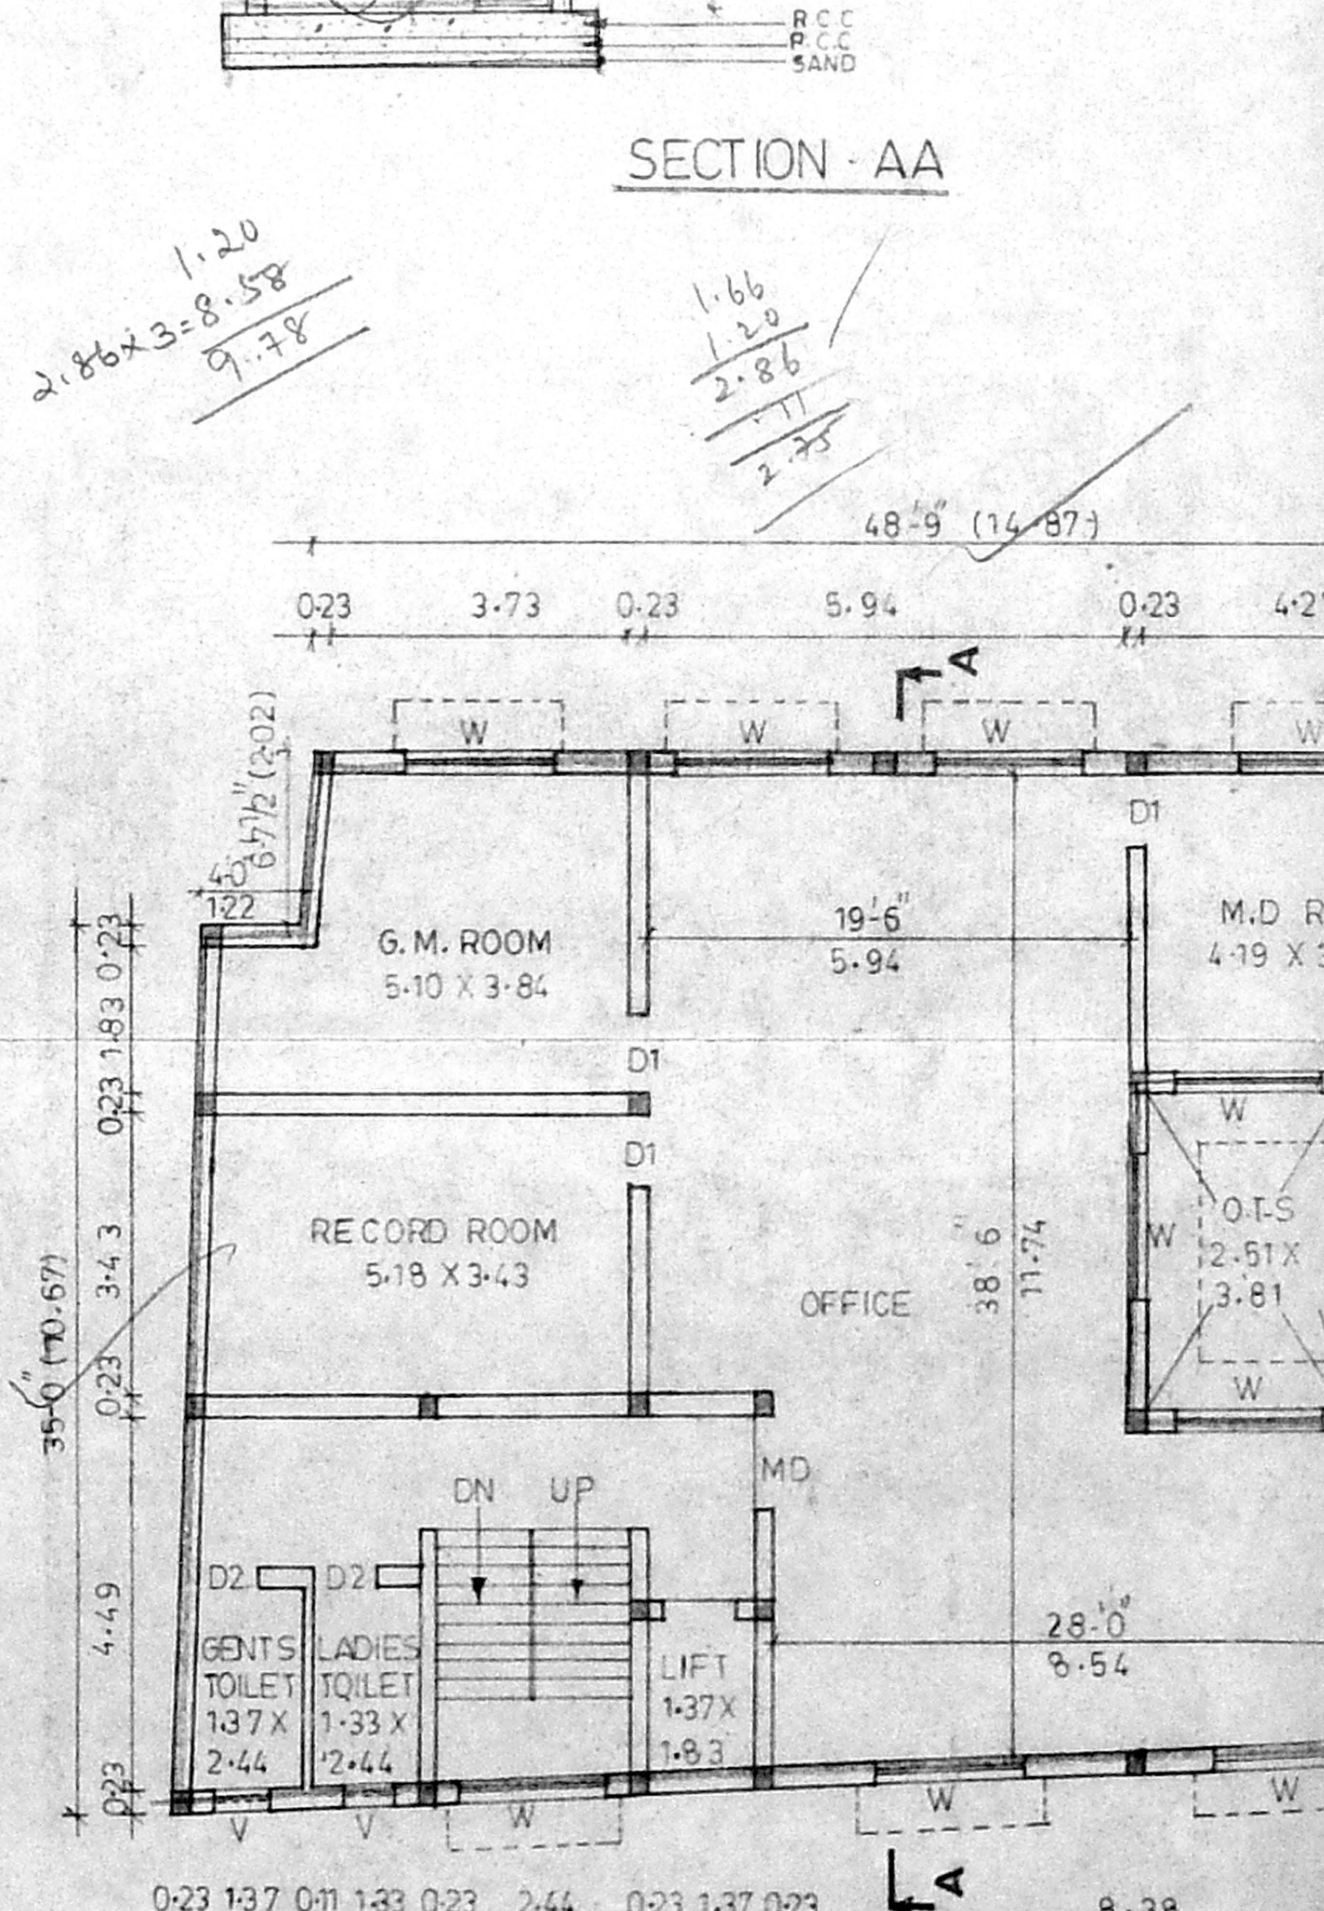 R.C.C
P.C.C
SAND
SECTION - AA
1.20
2.86x3=8.58
9.78
1.66
1.20
2.86
.11
2.75
48'-9" (14.87)
0.23 3.73 0.23 5.94 0.23
A
W W W W
6'-7½" (2.02)
D1
4'-0
1.22
G.M. ROOM
5.10 X 3.84
19'-6"
5.94
M.D
4.19 X
0.23
1.83
0.23
D1
W
D1
RECORD ROOM
5.18 X 3.43
3.43
OFFICE
38'-6"
11.74
W
O.T.S
2.51 X
3.81
W
35'-0" (10.67)
0.23
MD
DN UP
D2 D2
4.49
GENTS
TOILET
1.37 X
2.44
LADIES
TOILET
1.33 X
2.44
LIFT
1.37 X
1.83
28'-0"
8.54
0.23
V V W W W
A
0.23 1.37 0.11 1.33 0.23 2.44 0.23 1.37 0.23 8.38